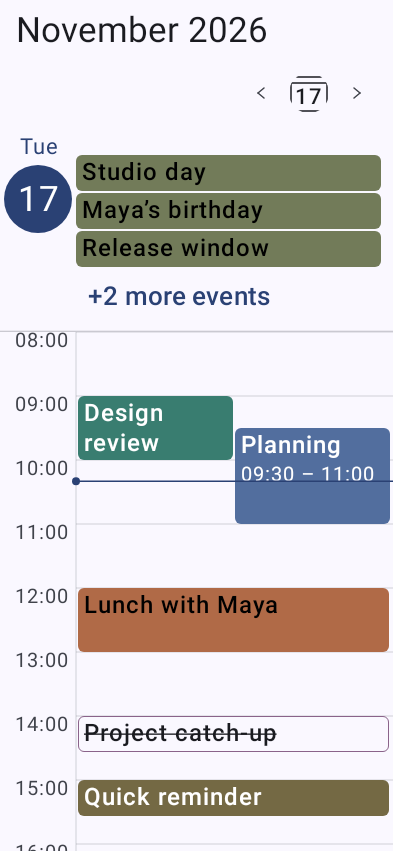 November 2026
17
Tue
17
Studio day
Maya’s birthday
Release window
+2 more events
08:00
09:00
Design
review
Planning
09:30 – 11:00
10:00
11:00
12:00
Lunch with Maya
13:00
14:00
Project catch-up
15:00
Quick reminder
16:00